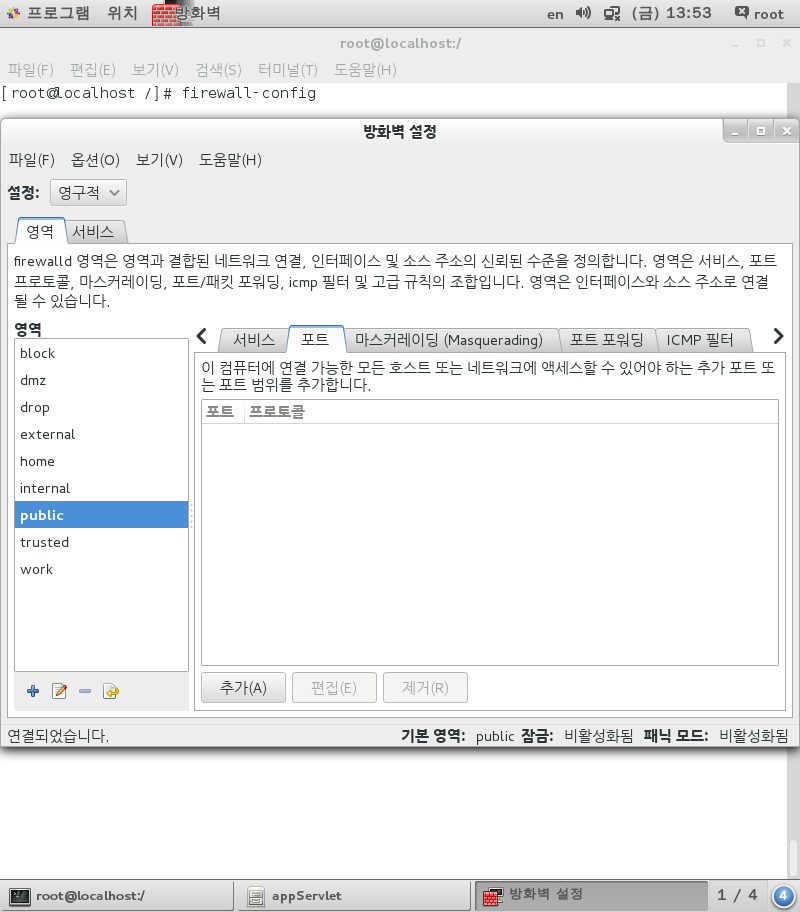 프로그램 위치 방화벽 en (금) 13:53 root
root@localhost:/
파일(F) 편집(E) 보기(V) 검색(S) 터미널(T) 도움말(H)
[root@localhost /]# firewall-config
방화벽 설정
파일(F) 옵션(O) 보기(V) 도움말(H)
설정: 영구적
영역 서비스
firewalld 영역은 영역과 결합된 네트워크 연결, 인터페이스 및 소스 주소의 신뢰된 수준을 정의합니다. 영역은 서비스, 포트
프로토콜, 마스커레이딩, 포트/패킷 포워딩, icmp 필터 및 고급 규칙의 조합입니다. 영역은 인터페이스와 소스 주소로 연결
될 수 있습니다.
영역
block
dmz
drop
external
home
internal
public
trusted
work
서비스 포트 마스커레이딩 (Masquerading) 포트 포워딩 ICMP 필터
이 컴퓨터에 연결 가능한 모든 호스트 또는 네트워크에 액세스할 수 있어야 하는 추가 포트 또
는 포트 범위를 추가합니다.
포트 프로토콜
추가(A) 편집(E) 제거(R)
연결되었습니다. 기본 영역: public 잠금: 비활성화됨 패닉 모드: 비활성화됨
root@localhost:/ appServlet 방화벽 설정 1 / 4 4